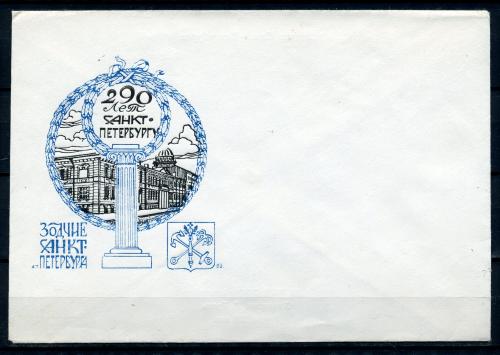 290
лет
САНКТ-
ПЕТЕРБУРГУ
ЗОДЧИЕ
САНКТ-
ПЕТЕРБУРГА